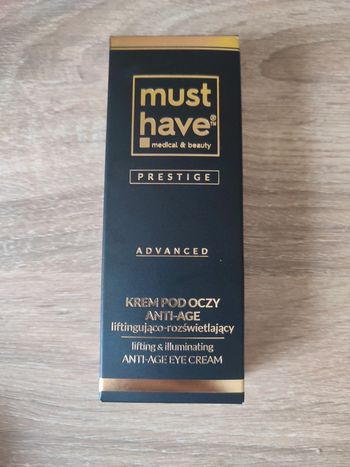 must
have®™
medical & beauty
PRESTIGE
ADVANCED
KREM POD OCZY
ANTI-AGE
liftingująco-rozświetlający
lifting & illuminating
ANTI-AGE EYE CREAM